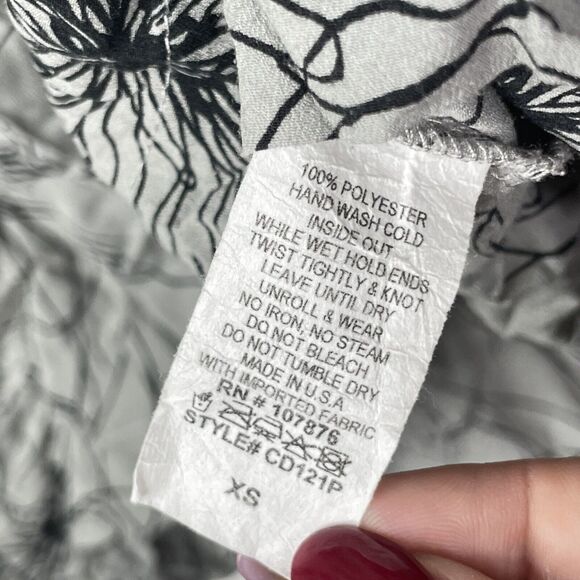 100% POLYESTER
HAND WASH COLD
INSIDE OUT
WHILE WET HOLD ENDS
TWIST TIGHTLY & KNOT
LEAVE UNTIL DRY
UNROLL & WEAR
NO IRON, NO STEAM
DO NOT BLEACH
DO NOT TUMBLE DRY
MADE IN U.S.A
WITH IMPORTED FABRIC
RN # 107876
STYLE# CD121P
XS